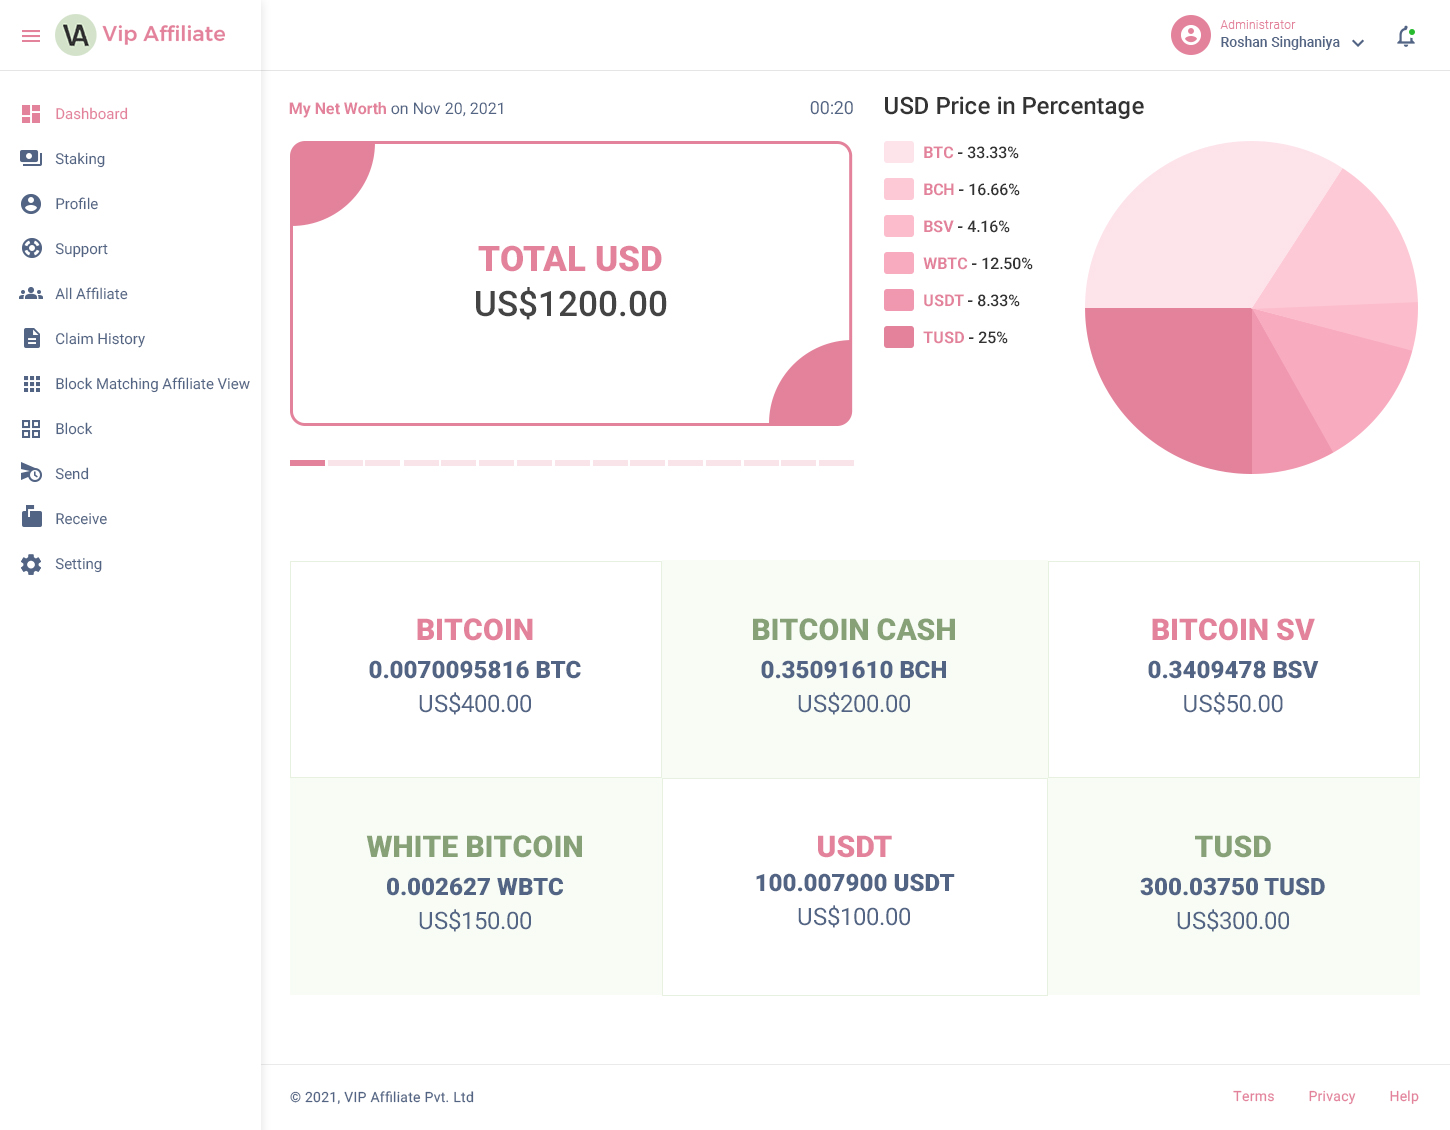 VA Vip Affiliate
Administrator
Roshan Singhaniya
Dashboard
Staking
Profile
Support
All Affiliate
Claim History
Block Matching Affiliate View
Block
Send
Receive
Setting
My Net Worth on Nov 20, 2021
00:20
TOTAL USD
US$1200.00
USD Price in Percentage
BTC - 33.33%
BCH - 16.66%
BSV - 4.16%
WBTC - 12.50%
USDT - 8.33%
TUSD - 25%
BITCOIN
0.0070095816 BTC
US$400.00
BITCOIN CASH
0.35091610 BCH
US$200.00
BITCOIN SV
0.3409478 BSV
US$50.00
WHITE BITCOIN
0.002627 WBTC
US$150.00
USDT
100.007900 USDT
US$100.00
TUSD
300.03750 TUSD
US$300.00
© 2021, VIP Affiliate Pvt. Ltd
Terms
Privacy
Help